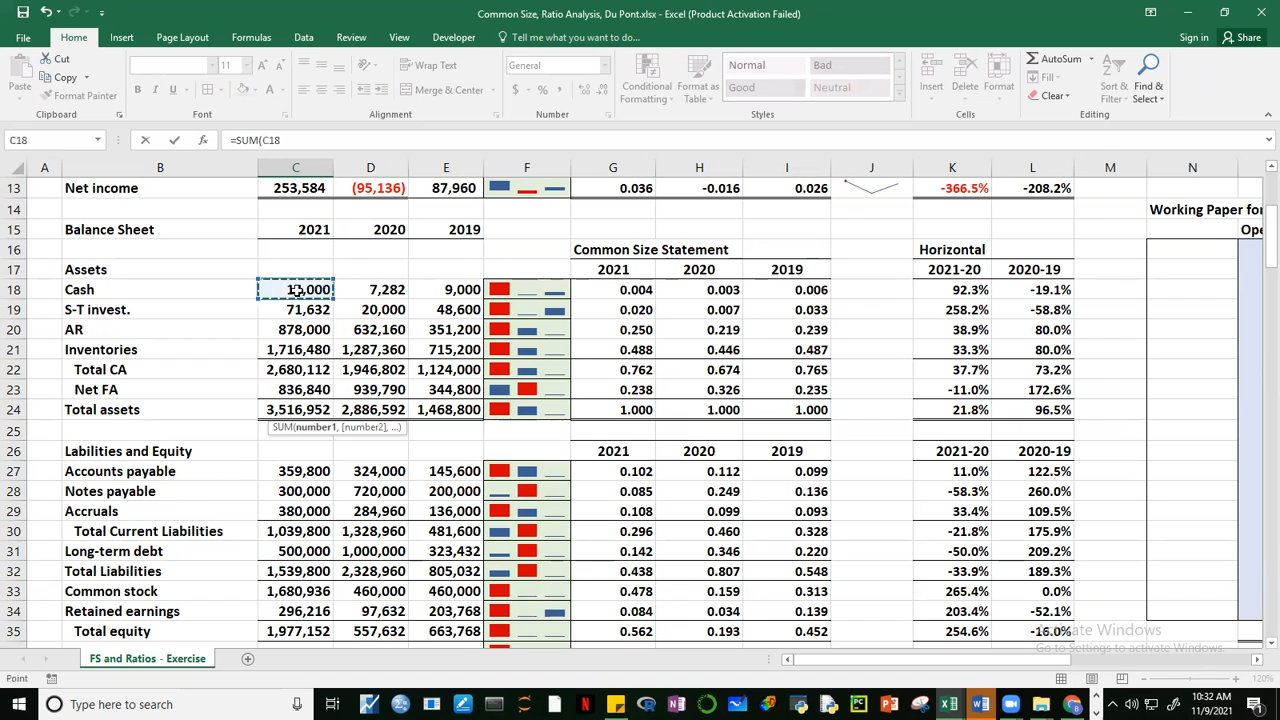 Common Size, Ratio Analysis, Du Pont.xlsx - Excel (Product Activation Failed)
File Home Insert Page Layout Formulas Data Review View Developer Tell me what you want to do... Sign in Share
Cut
Copy
Format Painter
Paste
11
Wrap Text
Merge & Center
General
Conditional Formatting
Format as Table
Normal Bad
Good Neutral
Insert Delete Format
AutoSum
Fill
Clear
Sort & Filter
Find & Select
Clipboard Font Alignment Number Styles Cells Editing
C18 =SUM(C18
A B C D E F G H I J K L M N
13 Net income 253,584 (95,136) 87,960 0.036 -0.016 0.026 -366.5% -208.2%
14 Working Paper for
15 Balance Sheet 2021 2020 2019 Ope
16 Common Size Statement Horizontal
17 Assets 2021 2020 2019 2021-20 2020-19
18 Cash 7,282 9,000 0.004 0.003 0.006 92.3% -19.1%
19 S-T invest. 71,632 20,000 48,600 0.020 0.007 0.033 258.2% -58.8%
20 AR 878,000 632,160 351,200 0.250 0.219 0.239 38.9% 80.0%
21 Inventories 1,716,480 1,287,360 715,200 0.488 0.446 0.487 33.3% 80.0%
22 Total CA 2,680,112 1,946,802 1,124,000 0.762 0.674 0.765 37.7% 73.2%
23 Net FA 836,840 939,790 344,800 0.238 0.326 0.235 -11.0% 172.6%
24 Total assets 3,516,952 2,886,592 1,468,800 1.000 1.000 1.000 21.8% 96.5%
25 SUM(number1, [number2], ...)
26 Labilities and Equity 2021 2020 2019 2021-20 2020-19
27 Accounts payable 359,800 324,000 145,600 0.102 0.112 0.099 11.0% 122.5%
28 Notes payable 300,000 720,000 200,000 0.085 0.249 0.136 -58.3% 260.0%
29 Accruals 380,000 284,960 136,000 0.108 0.099 0.093 33.4% 109.5%
30 Total Current Liabilities 1,039,800 1,328,960 481,600 0.296 0.460 0.328 -21.8% 175.9%
31 Long-term debt 500,000 1,000,000 323,432 0.142 0.346 0.220 -50.0% 209.2%
32 Total Liabilities 1,539,800 2,328,960 805,032 0.438 0.807 0.548 -33.9% 189.3%
33 Common stock 1,680,936 460,000 460,000 0.478 0.159 0.313 265.4% 0.0%
34 Retained earnings 296,216 97,632 203,768 0.084 0.034 0.139 203.4% -52.1%
35 Total equity 1,977,152 557,632 663,768 0.562 0.193 0.452 254.6% -16.0%
Activate Windows
Go to Settings to activate Windows.
FS and Ratios - Exercise
Point 120%
Type here to search
10:32 AM
11/9/2021